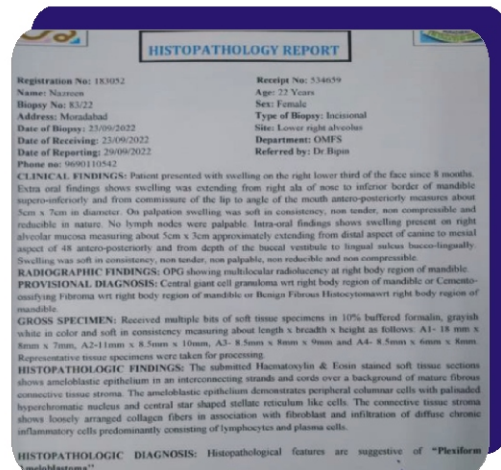 HISTOPATHOLOGY REPORT
Registration No: 183052 Receipt No: 534659
Name: Nazreen Age: 22 Years
Biopsy No: 83/22 Sex: Female
Address: Moradabad Type of Biopsy: Incisional
Date of Biopsy: 23/09/2022 Site: Lower right alveolus
Date of Receiving: 23/09/2022 Department: OMFS
Date of Reporting: 29/09/2022 Referred by: Dr.Bipin
Phone no: 9690110542
CLINICAL FINDINGS: Patient presented with swelling on the right lower third of the face since 8 months.
Extra oral findings shows swelling was extending from right ala of nose to inferior border of mandible
supero-inferiorly and from commissure of the lip to angle of the mouth antero-posteriorly measures about
5cm x 7cm in diameter. On palpation swelling was soft in consistency, non tender, non compressible and
reducible in nature. No lymph nodes were palpable. Intra-oral findings shows swelling present on right
alveolar mucosa measuring about 5cm x 3cm approximately extending from distal aspect of canine to mesial
aspect of 48 antero-posteriorly and from depth of the buccal vestibule to lingual sulcus bucco-lingually.
Swelling was soft in consistency, non tender, non palpable, non reducible and non compressible.
RADIOGRAPHIC FINDINGS: OPG showing multilocular radiolucency at right body region of mandible.
PROVISIONAL DIAGNOSIS: Central giant cell granuloma wrt right body region of mandible or Cemento-
ossifying Fibroma wrt right body region of mandible or Benign Fibrous Histocytomawrt right body region of
mandible.
GROSS SPECIMEN: Received multiple bits of soft tissue specimens in 10% buffered formalin, grayish
white in color and soft in consistency measuring about length x breadth x height as follows: A1- 18 mm x
8mm x 7mm, A2-11mm x 8.5mm x 10mm, A3- 8.5mm x 8mm x 9mm and A4- 8.5mm x 6mm x 8mm.
Representative tissue specimens were taken for processing.
HISTOPATHOLOGIC FINDINGS: The submitted Haematoxylin & Eosin stained soft tissue sections
shows ameloblastic epithelium in an interconnecting strands and cords over a background of mature fibrous
connective tissue stroma. The ameloblastic epithelium demonstrates peripheral columnar cells with palisaded
hyperchromatic nucleus and central star shaped stellate reticulum like cells. The connective tissue stroma
shows loosely arranged collagen fibers in association with fibroblast and infiltration of diffuse chronic
inflammatory cells predominantly consisting of lymphocytes and plasma cells.
HISTOPATHOLOGIC DIAGNOSIS: Histopathological features are suggestive of "Plexiform
Ameloblastoma"